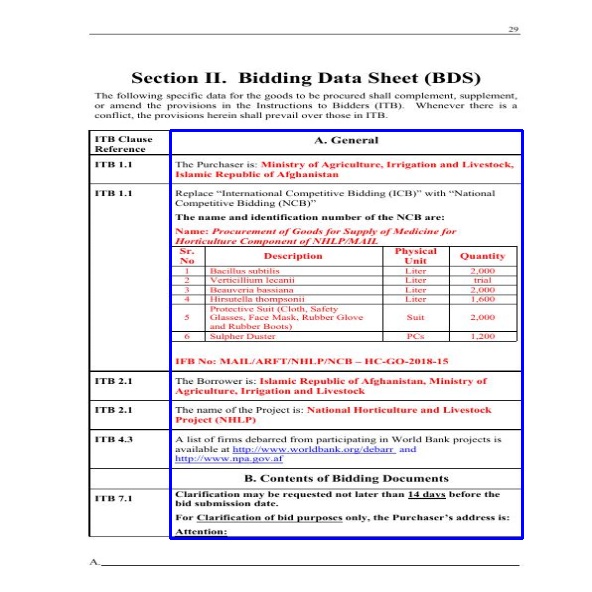 29
Section II.  Bidding Data Sheet (BDS)
The following specific data for the goods to be procured shall complement, supplement,
or amend the provisions in the Instructions to Bidders (ITB).  Whenever there is a
conflict, the provisions herein shall prevail over those in ITB.
ITB Clause
Reference
A. General
ITB 1.1
The Purchaser is: Ministry of Agriculture, Irrigation and Livestock,
Islamic Republic of Afghanistan
ITB 1.1
Replace “International Competitive Bidding (ICB)” with “National
Competitive Bidding (NCB)”
The name and identification number of the NCB are:
Name: Procurement of Goods for Supply of Medicine for
Horticulture Component of NHLP/MAIL
Sr. No Description Physical Unit Quantity
1 Bacillus subtilis Liter 2,000
2 Verticillium lecanii Liter trial
3 Beauveria bassiana Liter 2,000
4 Hirsutella thompsonii Liter 1,600
5 Protective Suit (Cloth, Safety
Glasses, Face Mask, Rubber Glove
and Rubber Boots) Suit 2,000
6 Sulpher Duster PCs 1,200
IFB No: MAIL/ARFT/NHLP/NCB – HC-GO-2018-15
ITB 2.1
The Borrower is: Islamic Republic of Afghanistan, Ministry of
Agriculture, Irrigation and Livestock
ITB 2.1
The name of the Project is: National Horticulture and Livestock
Project (NHLP)
ITB 4.3
A list of firms debarred from participating in World Bank projects is
available at http://www.worldbank.org/debarr  and
http://www.npa.gov.af
B. Contents of Bidding Documents
ITB 7.1
Clarification may be requested not later than 14 days before the
bid submission date.
For Clarification of bid purposes only, the Purchaser’s address is:
Attention:
A.